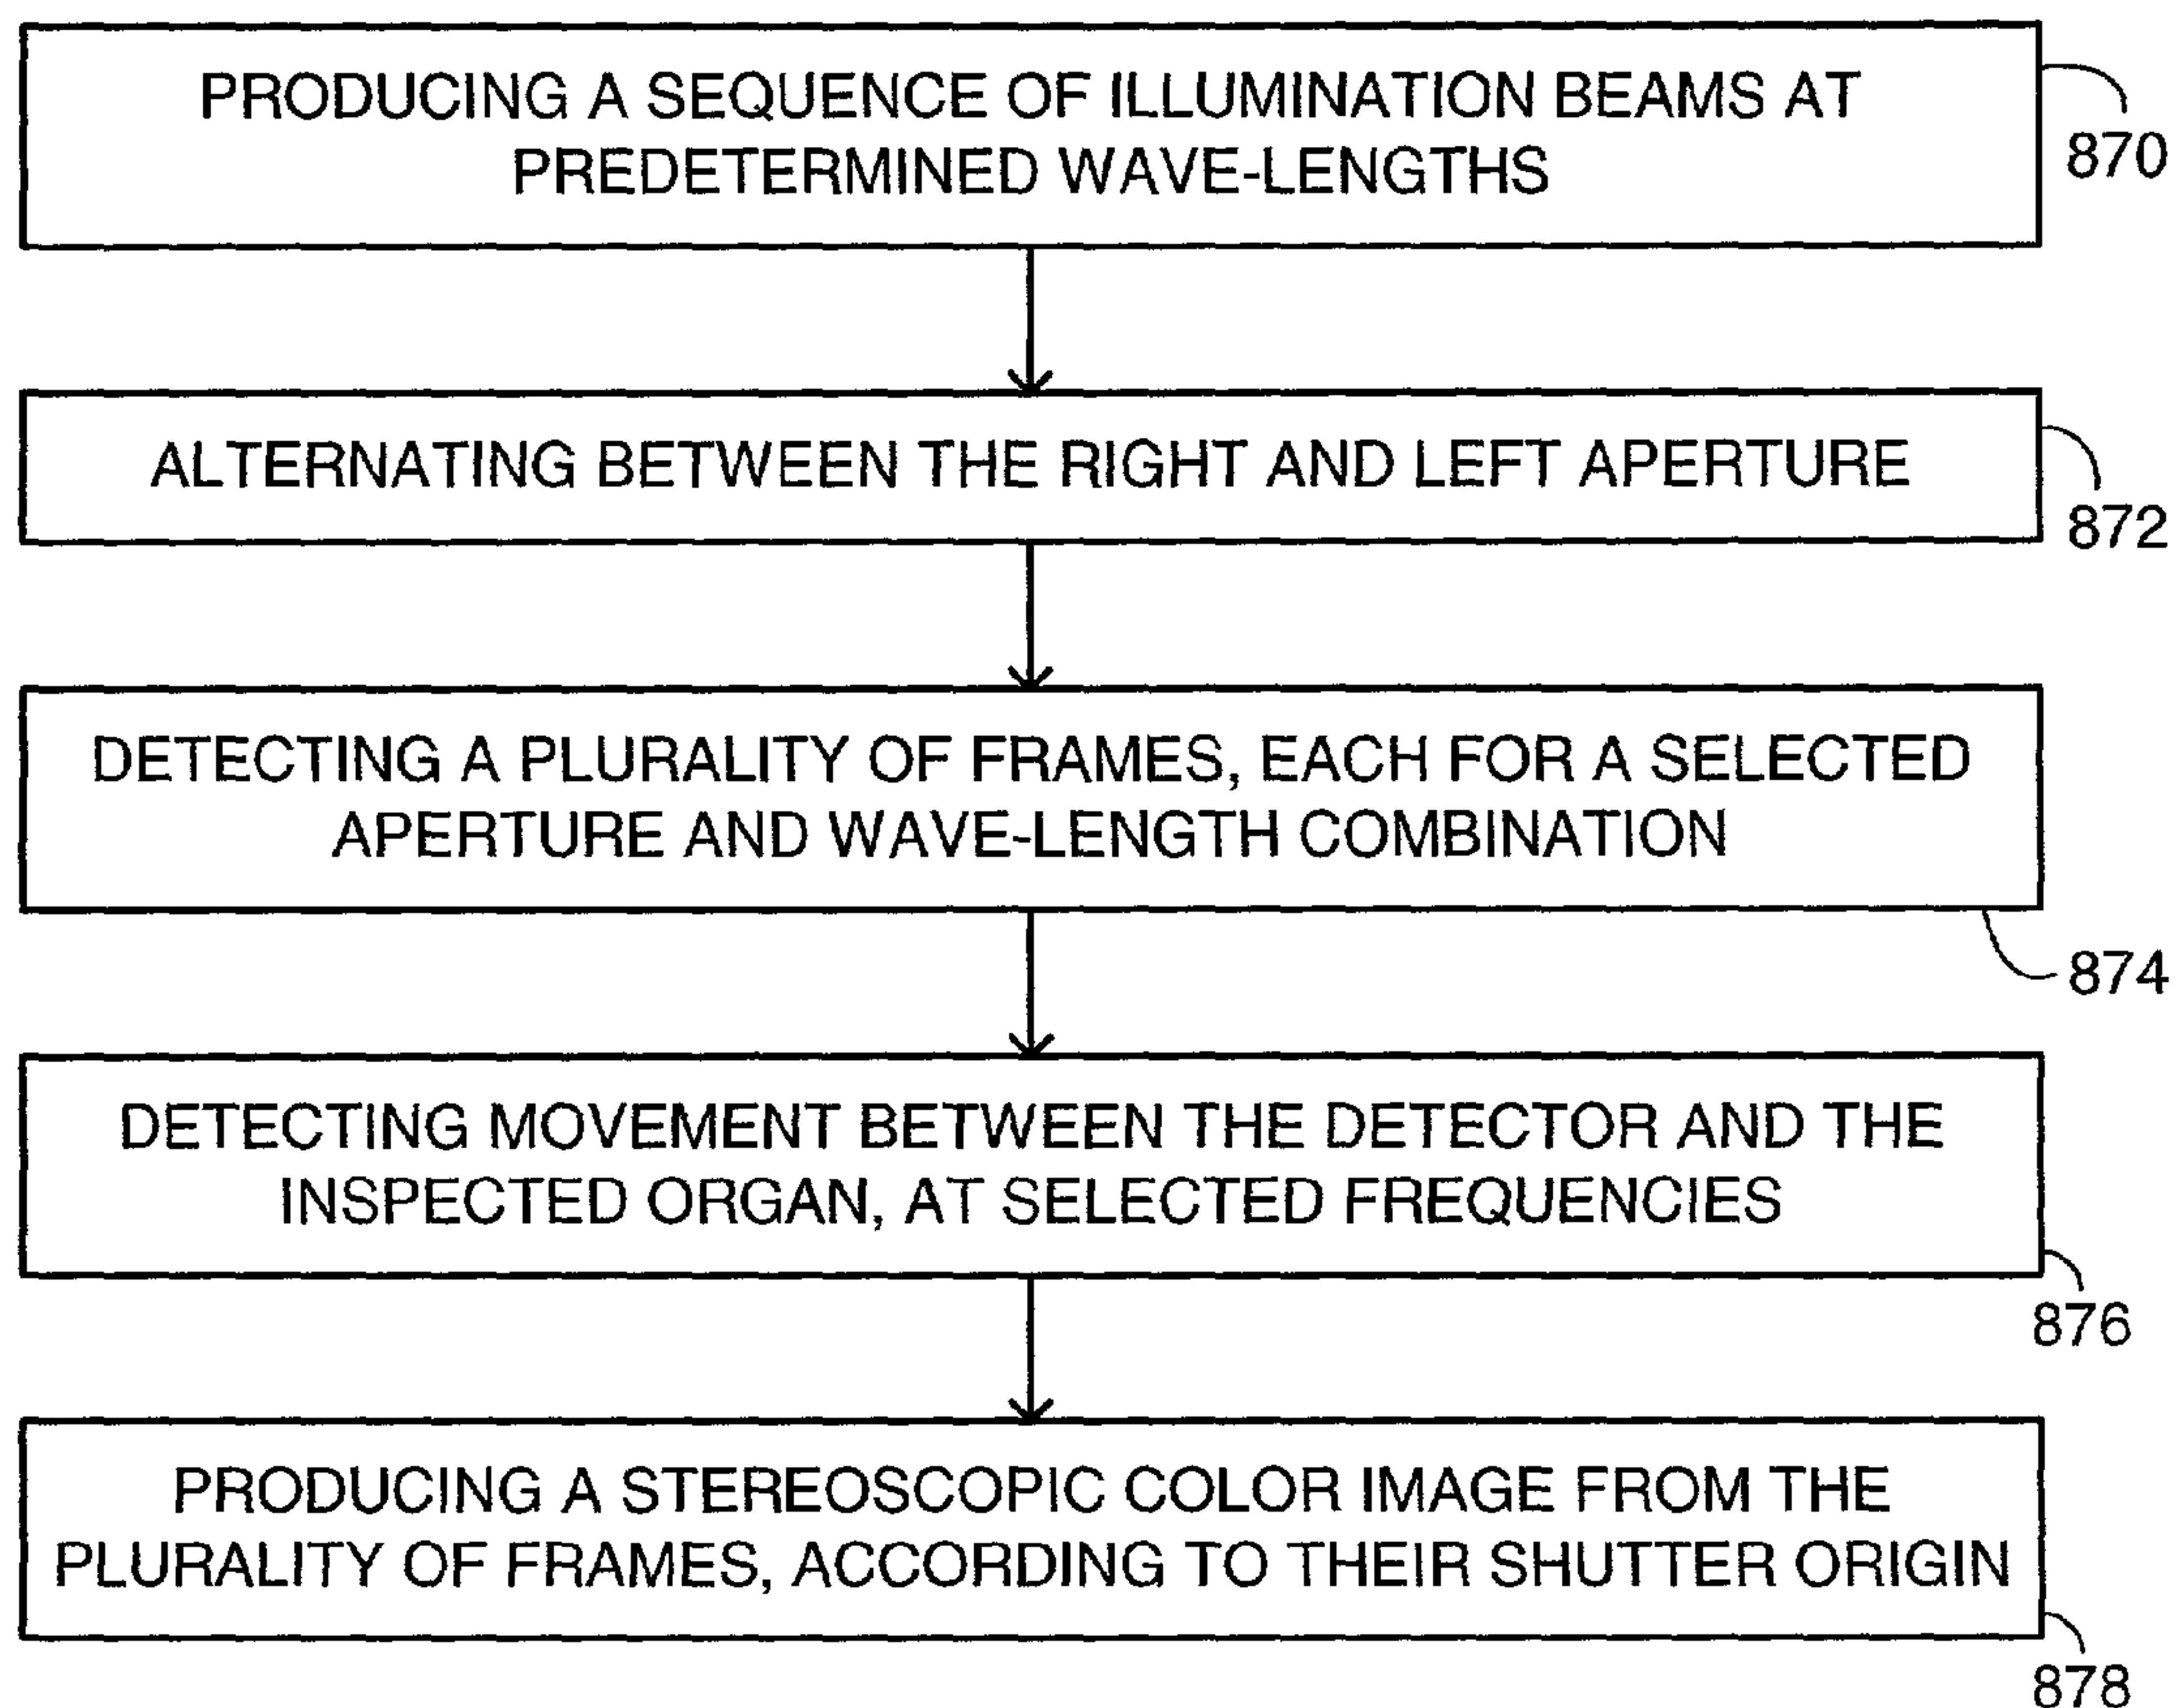 PRODUCING A SEQUENCE OF ILLUMINATION BEAMS AT
PREDETERMINED WAVE-LENGTHS
870
ALTERNATING BETWEEN THE RIGHT AND LEFT APERTURE
872
DETECTING A PLURALITY OF FRAMES, EACH FOR A SELECTED
APERTURE AND WAVE-LENGTH COMBINATION
874
DETECTING MOVEMENT BETWEEN THE DETECTOR AND THE
INSPECTED ORGAN, AT SELECTED FREQUENCIES
876
PRODUCING A STEREOSCOPIC COLOR IMAGE FROM THE
PLURALITY OF FRAMES, ACCORDING TO THEIR SHUTTER ORIGIN
878